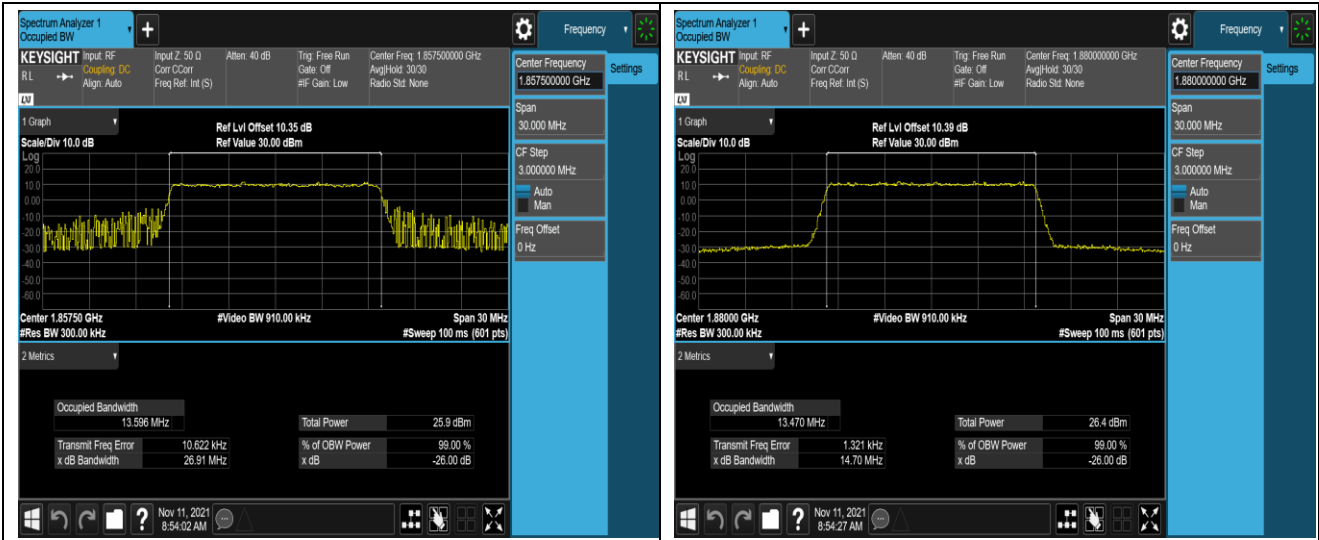 Spectrum Analyzer 1
Occupied BW
+
Frequency
KEYSIGHT
Input: RF
Input Z: 50 Ω
Atten: 40 dB
Trig: Free Run
Center Freq: 1.857500000 GHz
RL
Coupling: DC
Corr CCorr
Gate: Off
Avg|Hold: 30/30
Align: Auto
Freq Ref: Int (S)
#IF Gain: Low
Radio Std: None
LXI
Center Frequency
1.857500000 GHz
Settings
Span
30.000 MHz
CF Step
3.000000 MHz
Auto
Man
Freq Offset
0 Hz
1 Graph
Ref Lvl Offset 10.35 dB
Scale/Div 10.0 dB
Ref Value 30.00 dBm
Log
20.0
10.0
0.00
-10.0
-20.0
-30.0
-40.0
-50.0
-60.0
Center 1.85750 GHz
#Video BW 910.00 kHz
Span 30 MHz
#Res BW 300.00 kHz
#Sweep 100 ms (601 pts)
2 Metrics
Occupied Bandwidth
13.596 MHz
Total Power 25.9 dBm
Transmit Freq Error 10.622 kHz
% of OBW Power 99.00 %
x dB Bandwidth 26.91 MHz
x dB -26.00 dB
?
Nov 11, 2021
8:54:02 AM
Spectrum Analyzer 1
Occupied BW
+
Frequency
KEYSIGHT
Input: RF
Input Z: 50 Ω
Atten: 40 dB
Trig: Free Run
Center Freq: 1.880000000 GHz
RL
Coupling: DC
Corr CCorr
Gate: Off
Avg|Hold: 30/30
Align: Auto
Freq Ref: Int (S)
#IF Gain: Low
Radio Std: None
LXI
Center Frequency
1.880000000 GHz
Settings
Span
30.000 MHz
CF Step
3.000000 MHz
Auto
Man
Freq Offset
0 Hz
1 Graph
Ref Lvl Offset 10.39 dB
Scale/Div 10.0 dB
Ref Value 30.00 dBm
Log
20.0
10.0
0.00
-10.0
-20.0
-30.0
-40.0
-50.0
-60.0
Center 1.88000 GHz
#Video BW 910.00 kHz
Span 30 MHz
#Res BW 300.00 kHz
#Sweep 100 ms (601 pts)
2 Metrics
Occupied Bandwidth
13.470 MHz
Total Power 26.4 dBm
Transmit Freq Error 1.321 kHz
% of OBW Power 99.00 %
x dB Bandwidth 14.70 MHz
x dB -26.00 dB
?
Nov 11, 2021
8:54:27 AM